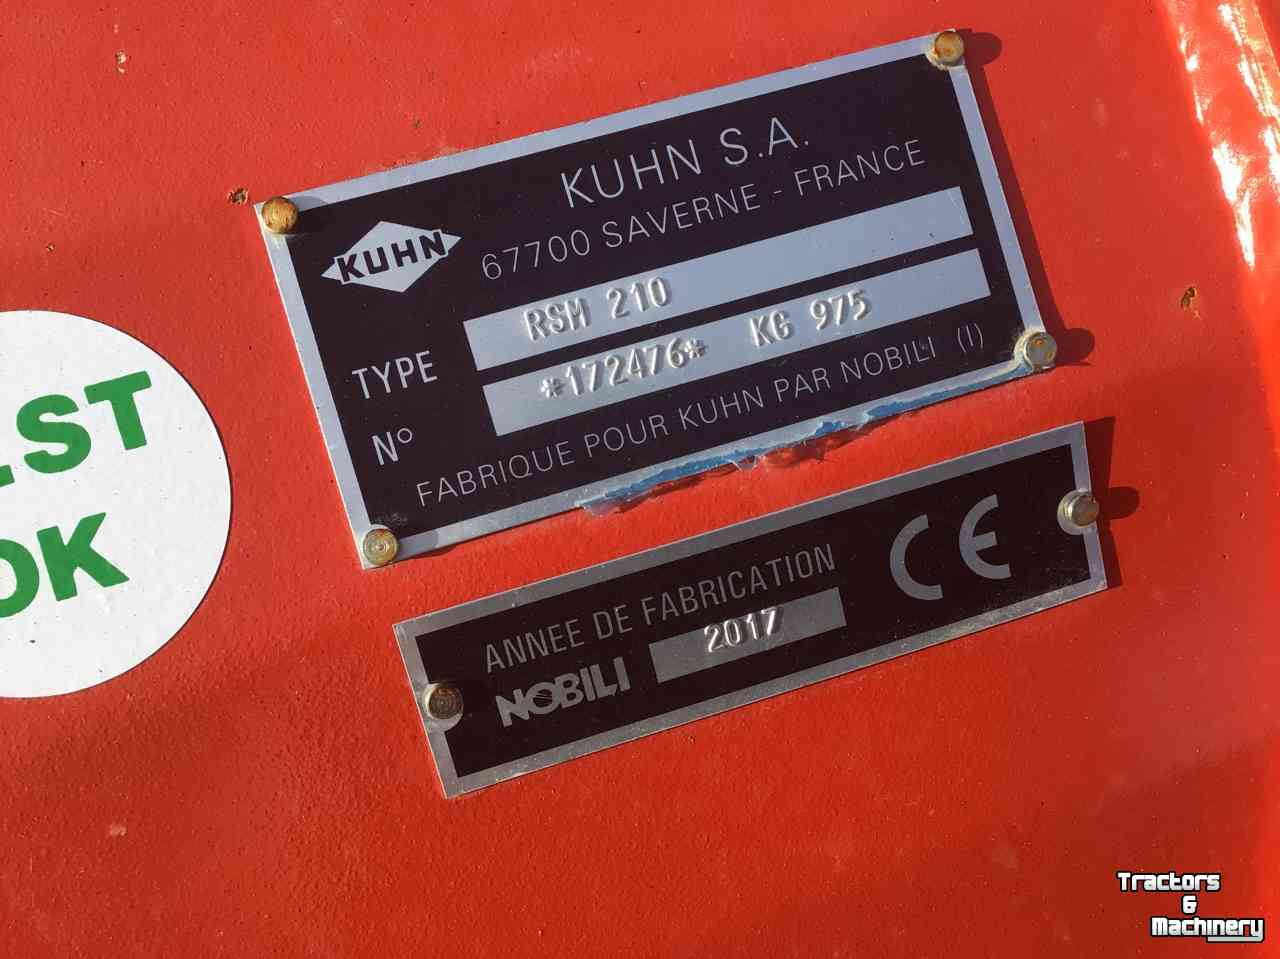 KUHN S.A.
67700 SAVERNE - FRANCE
KUHN
TYPE RSM 210
N° *172476* KG 975
FABRIQUE POUR KUHN PAR NOBILI (I)
ANNEE DE FABRICATION
NOBILI 2017
CE
ST
OK
Tractors
&
Machinery